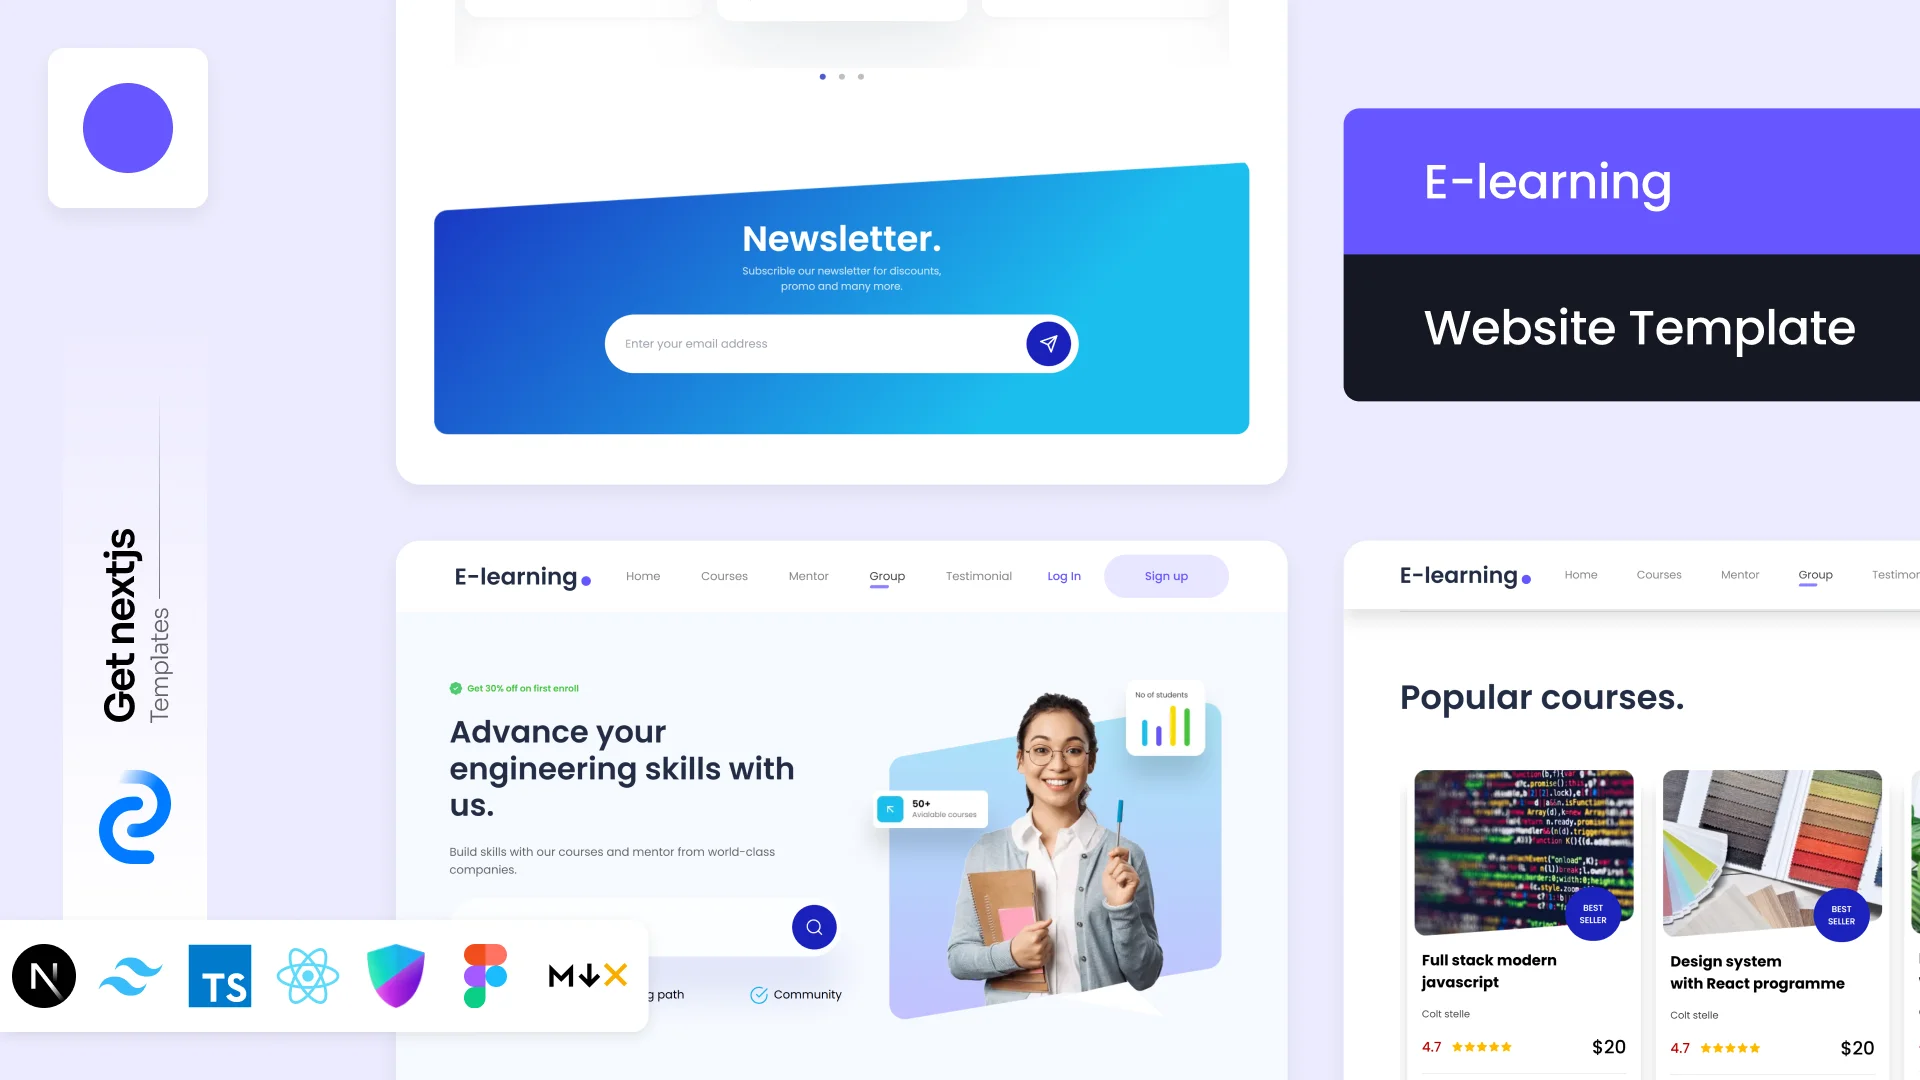 Newsletter.
Subscrible our newsletter for discounts,
promo and many more.
Enter your email address
E-learning
Website Template
Get nextjs
Templates
E-learning
Home
Courses
Mentor
Group
Testimonial
Log In
Sign up
Get 30% off on first enroll
Advance your
engineering skills with
us.
Build skills with our courses and mentor from world-class
companies.
g path
Community
No of students
50+
Avialable courses
E-learning
Home
Courses
Mentor
Group
Testimon
Popular courses.
BEST
SELLER
Full stack modern
javascript
Colt stelle
4.7
$20
BEST
SELLER
Design system
with React programme
Colt stelle
4.7
$20
N
TS
M